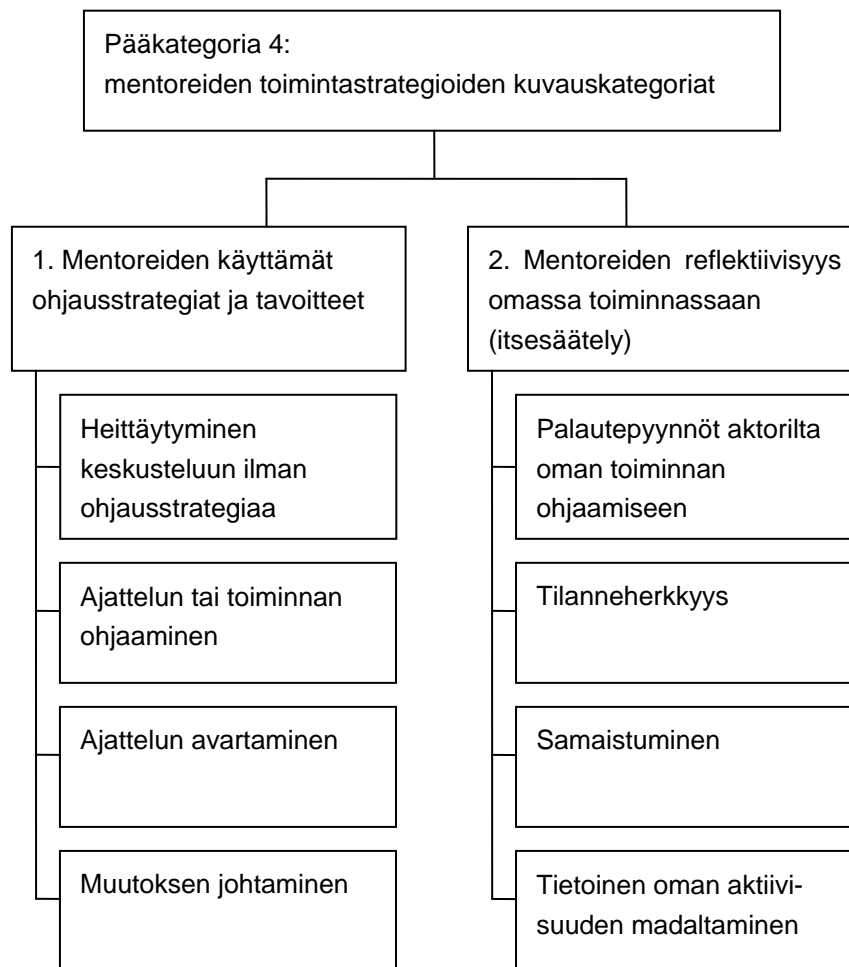 Pääkategoria 4:
mentoreiden toimintastrategioiden kuvauskategoriat
1. Mentoreiden käyttämät
ohjausstrategiat ja tavoitteet
Heittäytyminen
keskusteluun ilman
ohjausstrategiaa
Ajattelun tai toiminnan
ohjaaminen
Ajattelun avartaminen
Muutoksen johtaminen
2. Mentoreiden reflektiivisyys
omassa toiminnassaan
(itsesäätely)
Palautepyynnöt aktorilta
oman toiminnan
ohjaamiseen
Tilanneherkkyys
Samaistuminen
Tietoinen oman aktiivi-
suuden madaltaminen